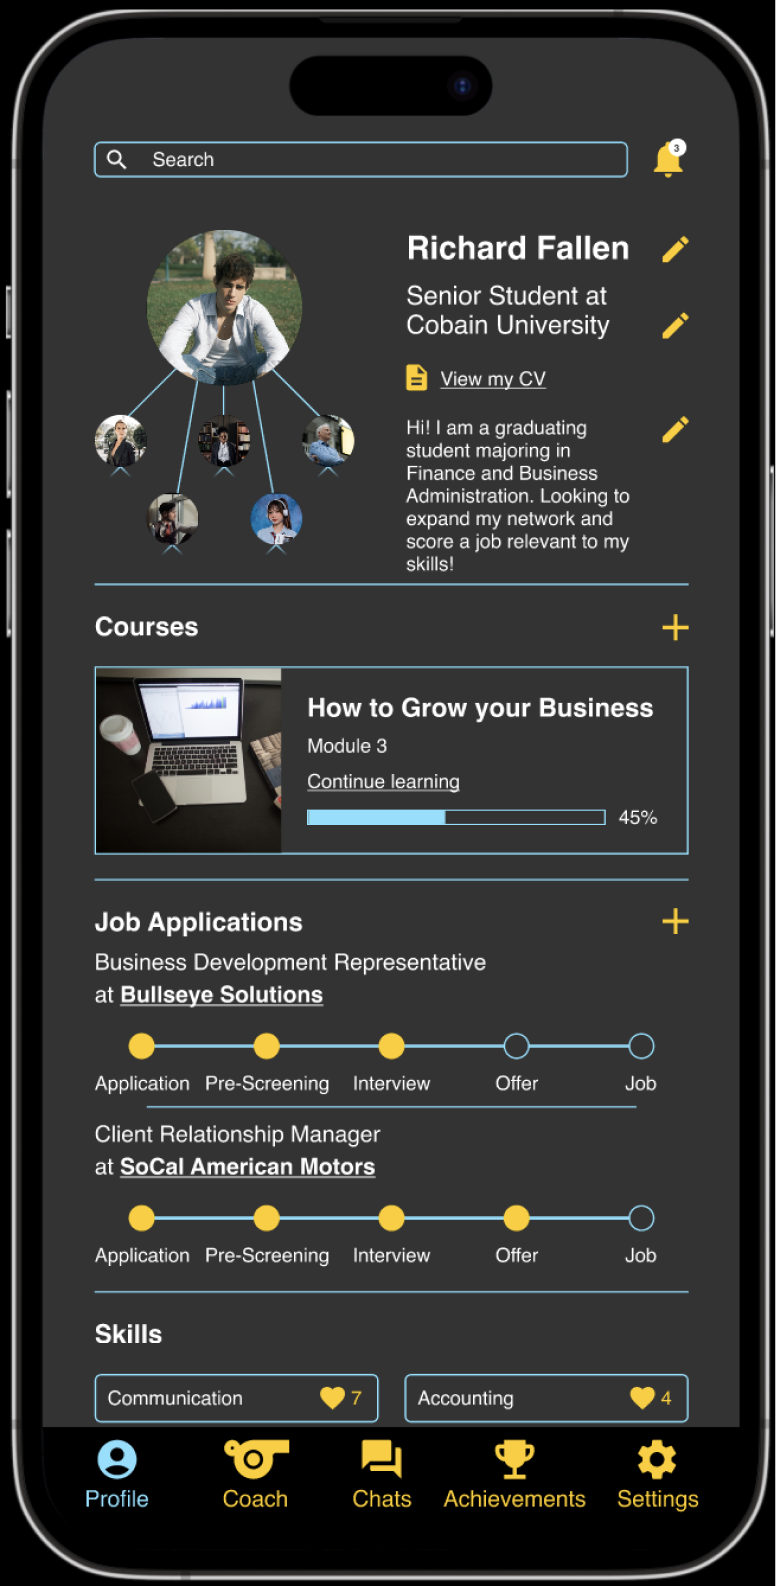 Search
3
Richard Fallen
Senior Student at
Cobain University
View my CV
Hi! I am a graduating
student majoring in
Finance and Business
Administration. Looking to
expand my network and
score a job relevant to my
skills!
Courses
How to Grow your Business
Module 3
Continue learning
45%
Job Applications
Business Development Representative
at Bullseye Solutions
Application Pre-Screening Interview Offer Job
Client Relationship Manager
at SoCal American Motors
Application Pre-Screening Interview Offer Job
Skills
Communication 7
Accounting 4
Profile Coach Chats Achievements Settings